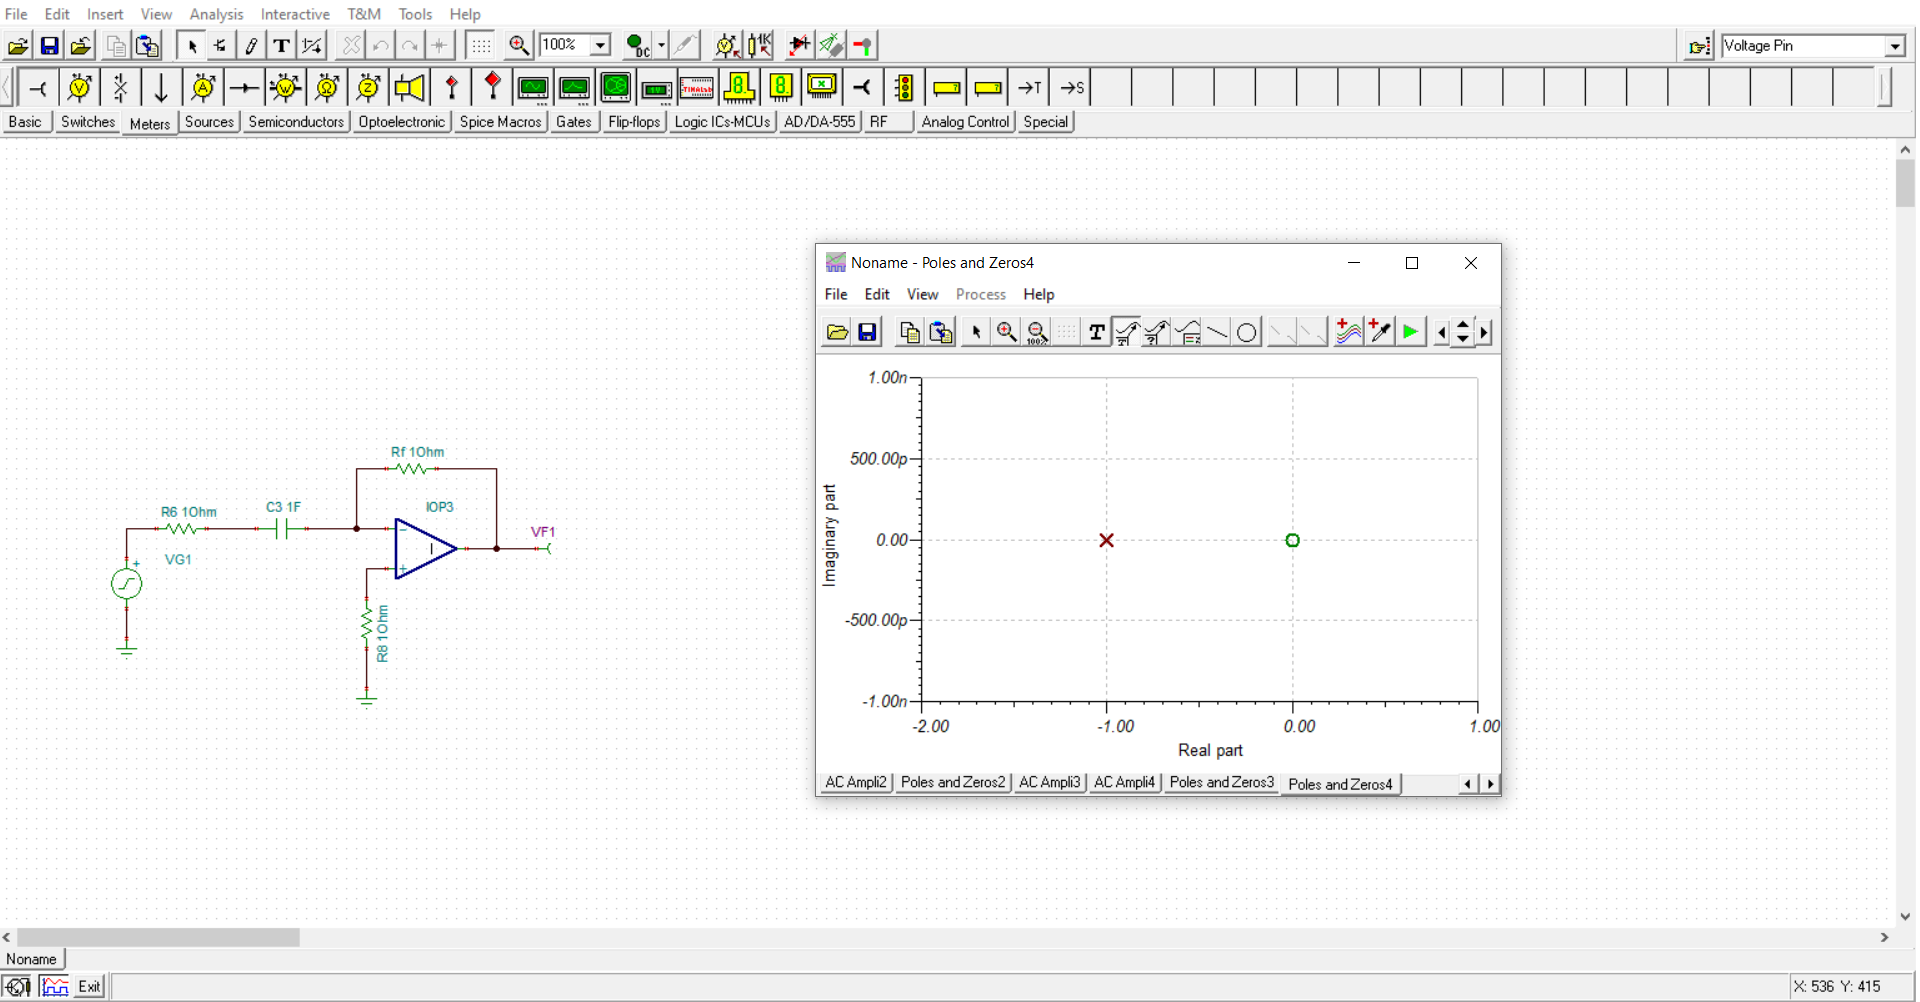 File Edit Insert View Analysis Interactive T&M Tools Help
T 100% DC 1K Voltage Pin
→T →S
Basic Switches Meters Sources Semiconductors Optoelectronic Spice Macros Gates Flip-flops Logic ICs-MCUs AD/DA-555 RF Analog Control Special
Rf 1Ohm
R6 1Ohm
C3 1F
IOP3
VF1
VG1
R8 1Ohm
Noname - Poles and Zeros4
File Edit View Process Help
T 100%
1.00n
500.00p
0.00
-500.00p
-1.00n
Imaginary part
-2.00 -1.00 0.00 1.00
Real part
AC Ampli2 Poles and Zeros2 AC Ampli3 AC Ampli4 Poles and Zeros3 Poles and Zeros4
Noname
Exit
X: 536 Y: 415